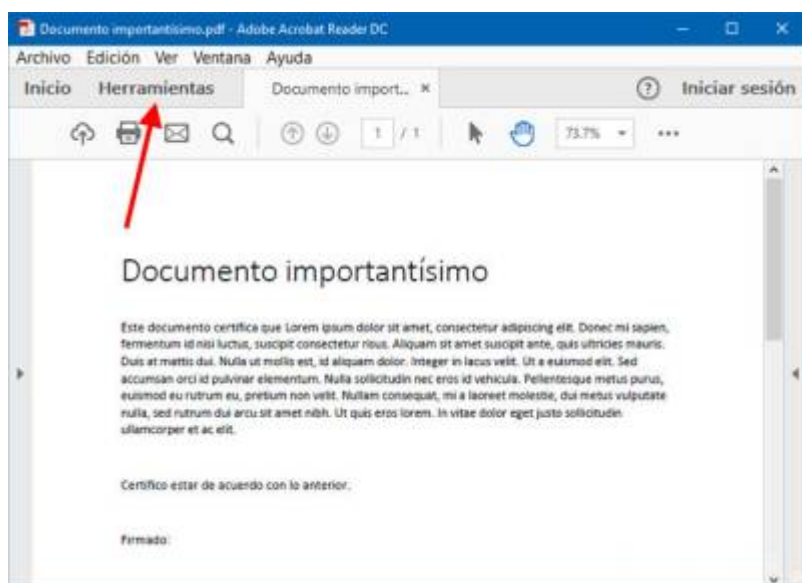 Documento importantísimo.pdf - Adobe Acrobat Reader DC
Archivo Edición Ver Ventana Ayuda
Inicio Herramientas Documento import... × ? Iniciar sesión
1 / 1 73.7%
Documento importantísimo
Este documento certifica que Lorem ipsum dolor sit amet, consectetur adipiscing elit. Donec mi sapien,
fermentum id nisi luctus, suscipit consectetur risus. Aliquam sit amet suscipit ante, quis ultricies mauris.
Duis at mattis dui. Nulla ut mollis est, id aliquam dolor. Integer in lacus velit. Ut a euismod elit. Sed
accumsan orci id pulvinar elementum. Nulla sollicitudin nec eros id vehicula. Pellentesque metus purus,
euismod eu rutrum eu, pretium non velit. Nullam consequat, mi a laoreet molestie, dui metus vulputate
nulla, sed rutrum dui arcu sit amet nibh. Ut quis eros lorem. In vitae dolor eget justo sollicitudin
ullamcorper et ac elit.
Certifico estar de acuerdo con lo anterior.
Firmado: